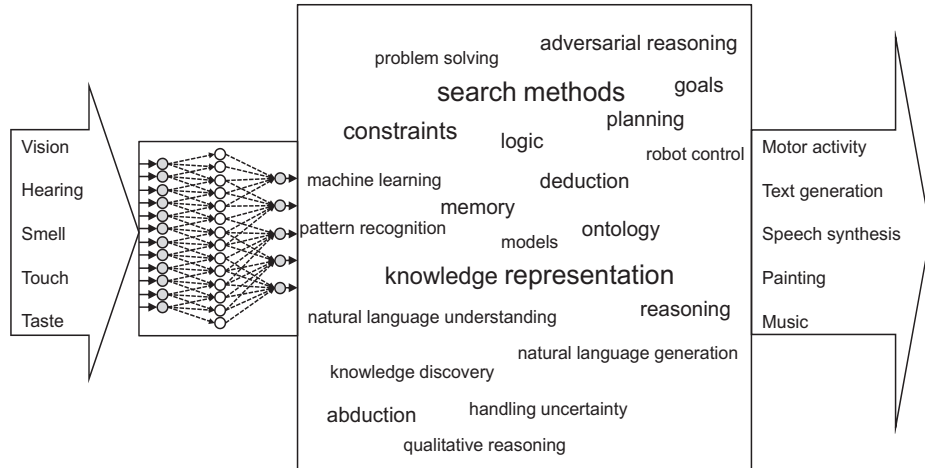 Vision
Hearing
Smell
Touch
Taste
problem solving
adversarial reasoning
search methods
goals
constraints
logic
planning
robot control
machine learning
deduction
memory
pattern recognition
models
ontology
knowledge representation
reasoning
natural language understanding
natural language generation
knowledge discovery
abduction
handling uncertainty
qualitative reasoning
Motor activity
Text generation
Speech synthesis
Painting
Music